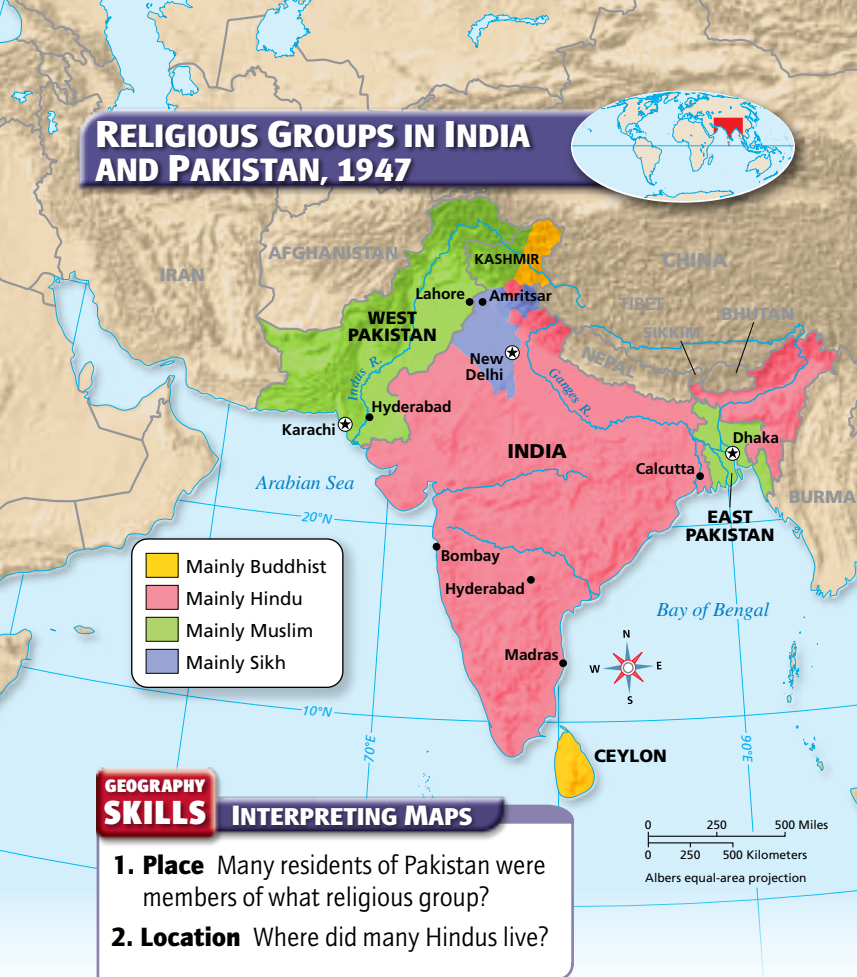 RELIGIOUS GROUPS IN INDIA
AND PAKISTAN, 1947
AFGHANISTAN
IRAN
KASHMIR
CHINA
Lahore
Amritsar
TIBET
WEST
PAKISTAN
SIKKIM
BHUTAN
NEPAL
New
Delhi
Indus R.
Ganges R.
Hyderabad
Karachi
INDIA
Dhaka
Calcutta
Arabian Sea
BURMA
EAST
PAKISTAN
20°N
Bombay
Hyderabad
Mainly Buddhist
Mainly Hindu
Mainly Muslim
Mainly Sikh
Bay of Bengal
Madras
N
W
E
S
10°N
70°E
90°E
CEYLON
GEOGRAPHY
SKILLS
INTERPRETING MAPS
1. Place Many residents of Pakistan were
members of what religious group?
2. Location Where did many Hindus live?
0 250 500 Miles
0 250 500 Kilometers
Albers equal-area projection